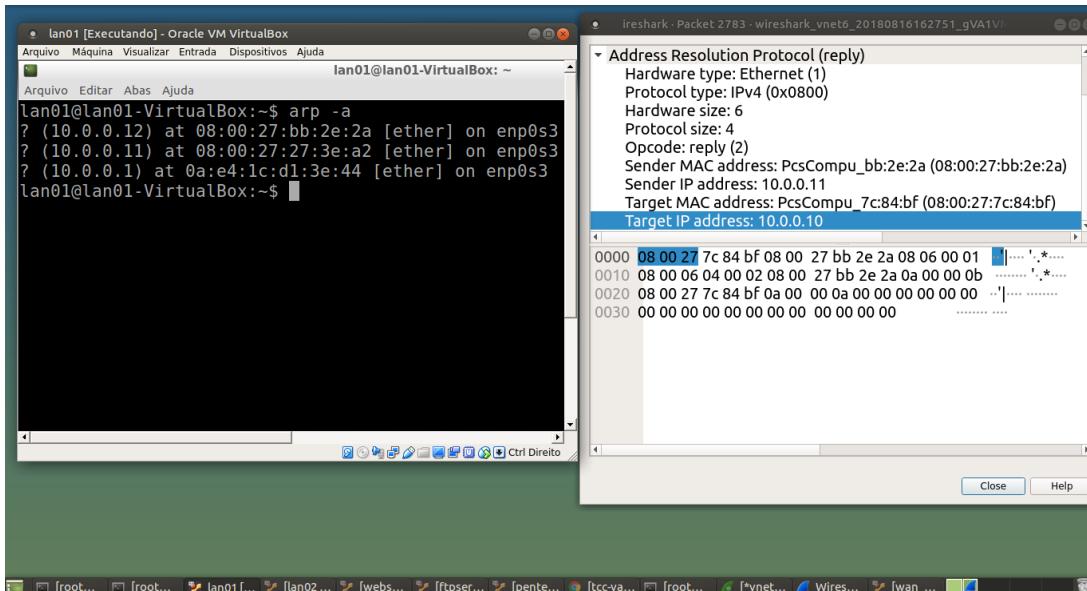 lan01 [Executando] - Oracle VM VirtualBox
Arquivo Máquina Visualizar Entrada Dispositivos Ajuda
lan01@lan01-VirtualBox: ~
Arquivo Editar Abas Ajuda
lan01@lan01-VirtualBox:~$ arp -a
? (10.0.0.12) at 08:00:27:bb:2e:2a [ether] on enp0s3
? (10.0.0.11) at 08:00:27:27:3e:a2 [ether] on enp0s3
? (10.0.0.1) at 0a:e4:1c:d1:3e:44 [ether] on enp0s3
lan01@lan01-VirtualBox:~$
Ctrl Direito
ireshark · Packet 2783 · wireshark_vnet6_20180816162751_gVA1V
Address Resolution Protocol (reply)
Hardware type: Ethernet (1)
Protocol type: IPv4 (0x0800)
Hardware size: 6
Protocol size: 4
Opcode: reply (2)
Sender MAC address: PcsCompu_bb:2e:2a (08:00:27:bb:2e:2a)
Sender IP address: 10.0.0.11
Target MAC address: PcsCompu_7c:84:bf (08:00:27:7c:84:bf)
Target IP address: 10.0.0.10
0000 08 00 27 7c 84 bf 08 00 27 bb 2e 2a 08 06 00 01 ··'|···· '·.*····
0010 08 00 06 04 00 02 08 00 27 bb 2e 2a 0a 00 00 0b ········ '·.*····
0020 08 00 27 7c 84 bf 0a 00 00 0a 00 00 00 00 00 00 ··'|···· ········
0030 00 00 00 00 00 00 00 00 00 00 00 00 ········ ····
Close Help
[root... [root... lan01 [... [lan02 ... [webs... [ftpser... [pente... [tcc-va... [root... [*vnet... Wires... [wan ...